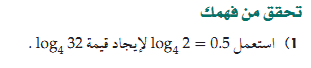 تحقق من فهمك
1) استعمل log₄ 2 = 0.5 لإيجاد قيمة log₄ 32 .